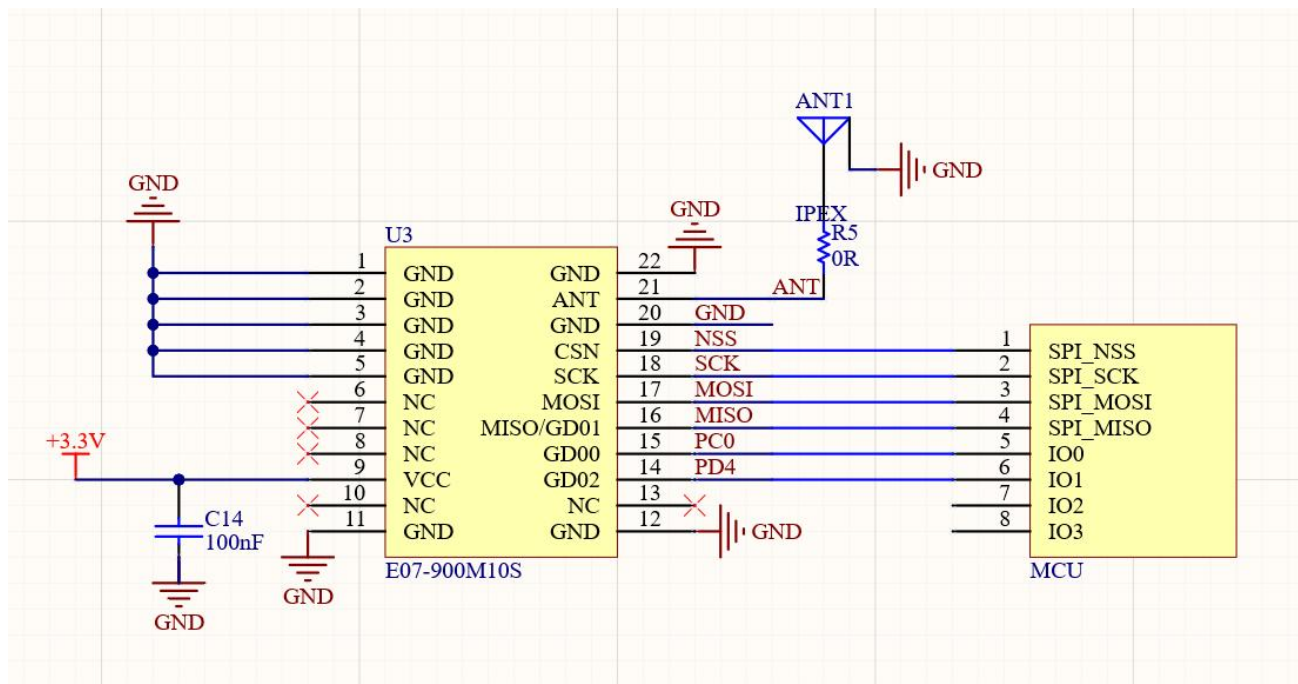 ANT1
GND
GND
GND
IPEX
R5
0R
U3
1 GND GND 22
2 GND ANT 21 ANT
3 GND GND 20 GND
4 GND CSN 19 NSS 1 SPI_NSS
5 GND SCK 18 SCK 2 SPI_SCK
6 NC MOSI 17 MOSI 3 SPI_MOSI
7 NC MISO/GD01 16 MISO 4 SPI_MISO
8 NC GD00 15 PC0 5 IO0
+3.3V
9 VCC GD02 14 PD4 6 IO1
10 NC NC 13 7 IO2
11 GND GND 12 GND 8 IO3
C14
100nF
E07-900M10S
MCU
GND
GND